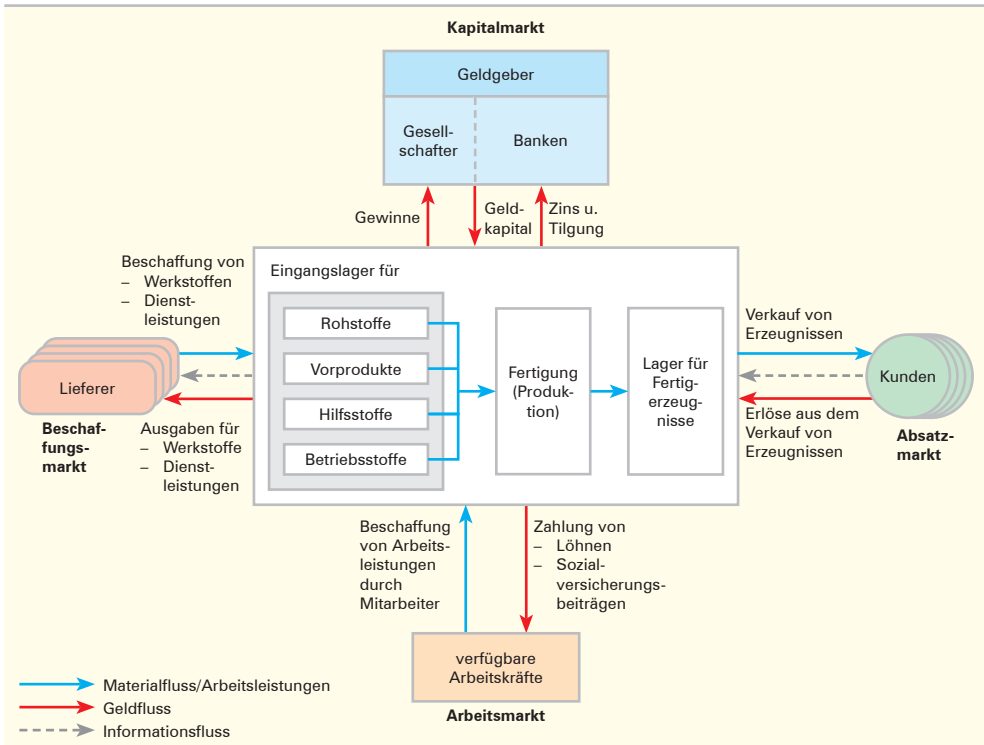 Kapitalmarkt
Geldgeber
Gesell-
schafter
Banken
Gewinne
Geld-
kapital
Zins u.
Tilgung
Beschaffung von
– Werkstoffen
– Dienst-
leistungen
Eingangslager für
Rohstoffe
Vorprodukte
Hilfsstoffe
Betriebsstoffe
Fertigung
(Produk-
tion)
Lager für
Fertig-
erzeug-
nisse
Verkauf von
Erzeugnissen
Lieferer
Kunden
Beschaf-
fungs-
markt
Ausgaben für
– Werkstoffe
– Dienst-
leistungen
Erlöse aus dem
Verkauf von
Erzeugnissen
Absatz-
markt
Beschaffung
von Arbeits-
leistungen
durch
Mitarbeiter
Zahlung von
– Löhnen
– Sozial-
versicherungs-
beiträgen
verfügbare
Arbeitskräfte
Arbeitsmarkt
Materialfluss/Arbeitsleistungen
Geldfluss
Informationsfluss